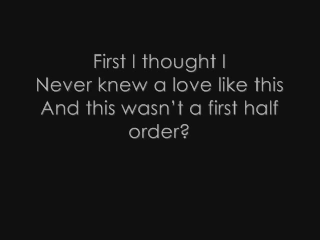 First I thought I
Never knew a love like this
And this wasn't a first half
order?